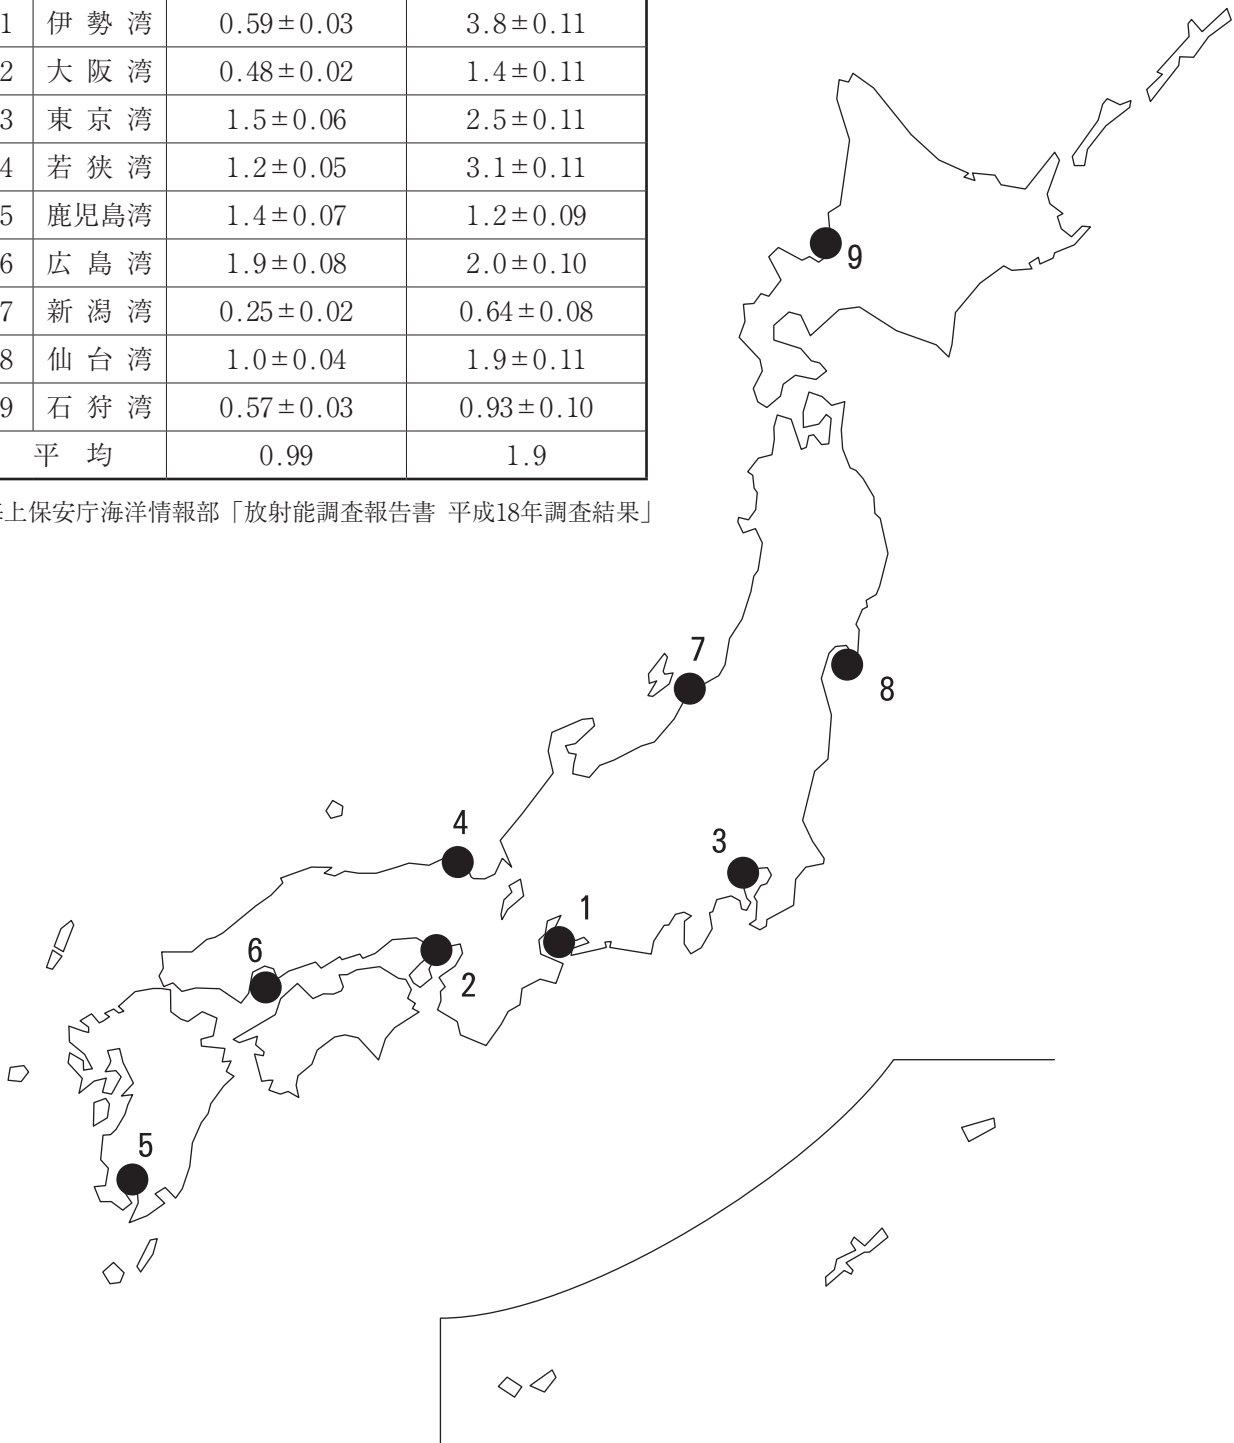 1 伊勢湾 0.59±0.03 3.8±0.11
2 大阪湾 0.48±0.02 1.4±0.11
3 東京湾 1.5±0.06 2.5±0.11
4 若狭湾 1.2±0.05 3.1±0.11
5 鹿児島湾 1.4±0.07 1.2±0.09
6 広島湾 1.9±0.08 2.0±0.10
7 新潟湾 0.25±0.02 0.64±0.08
8 仙台湾 1.0±0.04 1.9±0.11
9 石狩湾 0.57±0.03 0.93±0.10
平均 0.99 1.9
上保安庁海洋情報部「放射能調査報告書 平成18年調査結果」
9
7
8
4
3
1
6
2
5